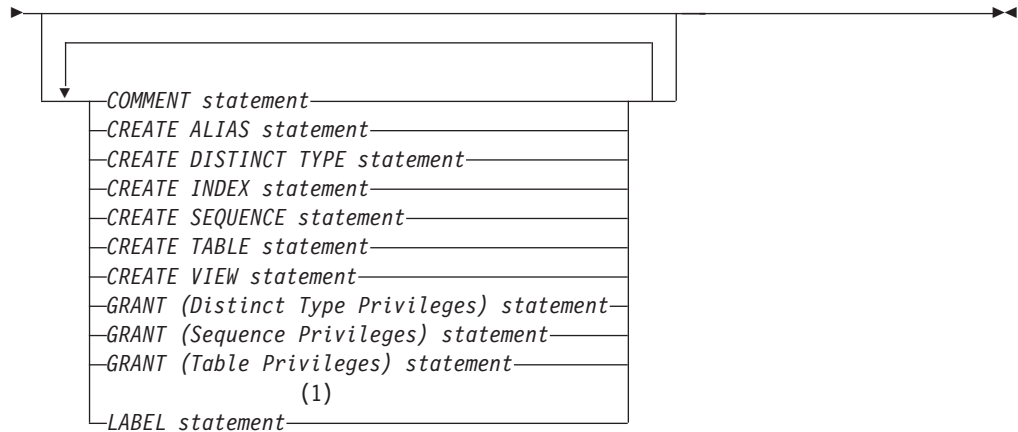 COMMENT statement
CREATE ALIAS statement
CREATE DISTINCT TYPE statement
CREATE INDEX statement
CREATE SEQUENCE statement
CREATE TABLE statement
CREATE VIEW statement
GRANT (Distinct Type Privileges) statement
GRANT (Sequence Privileges) statement
GRANT (Table Privileges) statement
(1)
LABEL statement